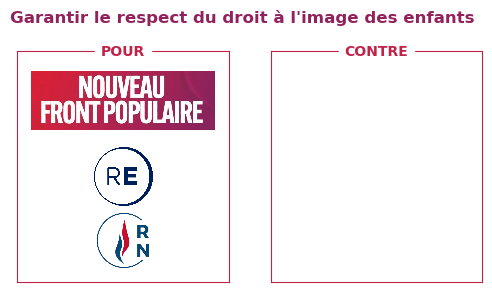 Garantir le respect du droit à l'image des enfants
POUR
NOUVEAU
FRONT POPULAIRE
RE
R
N
CONTRE